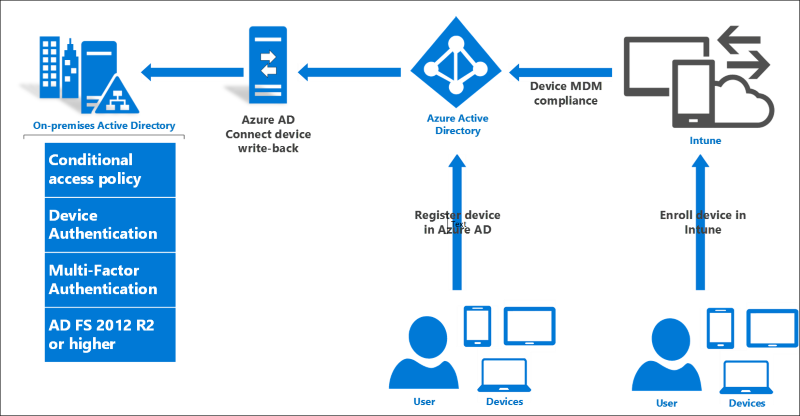 On-premises Active Directory
Conditional
access policy
Device
Authentication
Multi-Factor
Authentication
AD FS 2012 R2
or higher
Azure AD
Connect device
write-back
Azure Active
Directory
Device MDM
compliance
Intune
Register device
in Azure AD
Text
Enroll device in
Intune
User
Devices
User
Devices